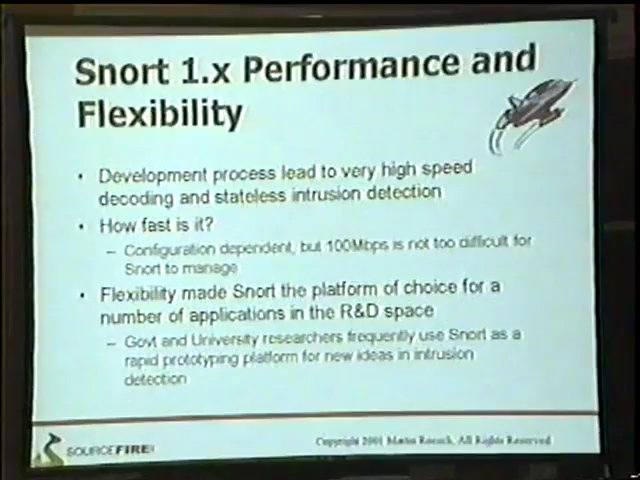 Snort 1.x Performance and
Flexibility
• Development process lead to very high speed
decoding and stateless intrusion detection
• How fast is it?
– Configuration dependent, but 100Mbps is not too difficult for
Snort to manage
• Flexibility made Snort the platform of choice for a
number of applications in the R&D space
– Govt and University researchers frequently use Snort as a
rapid prototyping platform for new ideas in intrusion
detection
SOURCEFIRE
Copyright 2001 Martin Roesch, All Rights Reserved